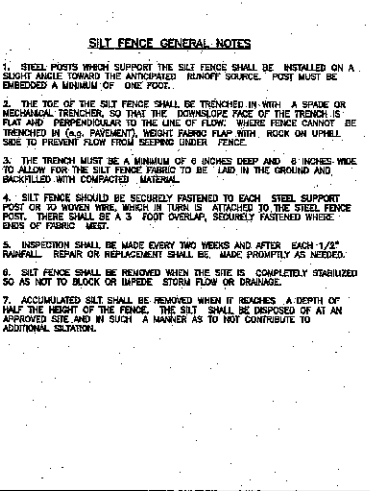 SILT FENCE GENERAL NOTES
1. STEEL POSTS WHICH SUPPORT THE SILT FENCE SHALL BE INSTALLED ON A
SLIGHT ANGLE TOWARD THE ANTICIPATED RUNOFF SOURCE. POST MUST BE
EMBEDDED A MINIMUM OF ONE FOOT.
2. THE TOE OF THE SILT FENCE SHALL BE TRENCHED IN WITH A SPADE OR
MECHANICAL TRENCHER, SO THAT THE DOWNSLOPE FACE OF THE TRENCH IS
FLAT AND PERPENDICULAR TO THE LINE OF FLOW. WHERE FENCE CANNOT BE
TRENCHED IN (e.g. PAVEMENT), WEIGHT FABRIC FLAP WITH ROCK ON UPHILL
SIDE TO PREVENT FLOW FROM SEEPING UNDER FENCE.
3. THE TRENCH MUST BE A MINIMUM OF 6 INCHES DEEP AND 6 INCHES WIDE
TO ALLOW FOR THE SILT FENCE FABRIC TO BE LAID IN THE GROUND AND
BACKFILLED WITH COMPACTED MATERIAL.
4. SILT FENCE SHOULD BE SECURELY FASTENED TO EACH STEEL SUPPORT
POST OR TO WOVEN WIRE, WHICH IN TURN IS ATTACHED TO THE STEEL FENCE
POST. THERE SHALL BE A 3 FOOT OVERLAP, SECURELY FASTENED WHERE
ENDS OF FABRIC MEET.
5. INSPECTION SHALL BE MADE EVERY TWO WEEKS AND AFTER EACH 1/2"
RAINFALL. REPAIR OR REPLACEMENT SHALL BE MADE PROMPTLY AS NEEDED.
6. SILT FENCE SHALL BE REMOVED WHEN THE SITE IS COMPLETELY STABILIZED
SO AS NOT TO BLOCK OR IMPEDE STORM FLOW OR DRAINAGE.
7. ACCUMULATED SILT SHALL BE REMOVED WHEN IT REACHES A DEPTH OF
HALF THE HEIGHT OF THE FENCE. THE SILT SHALL BE DISPOSED OF AT AN
APPROVED SITE AND IN SUCH A MANNER AS TO NOT CONTRIBUTE TO
ADDITIONAL SILTATION.